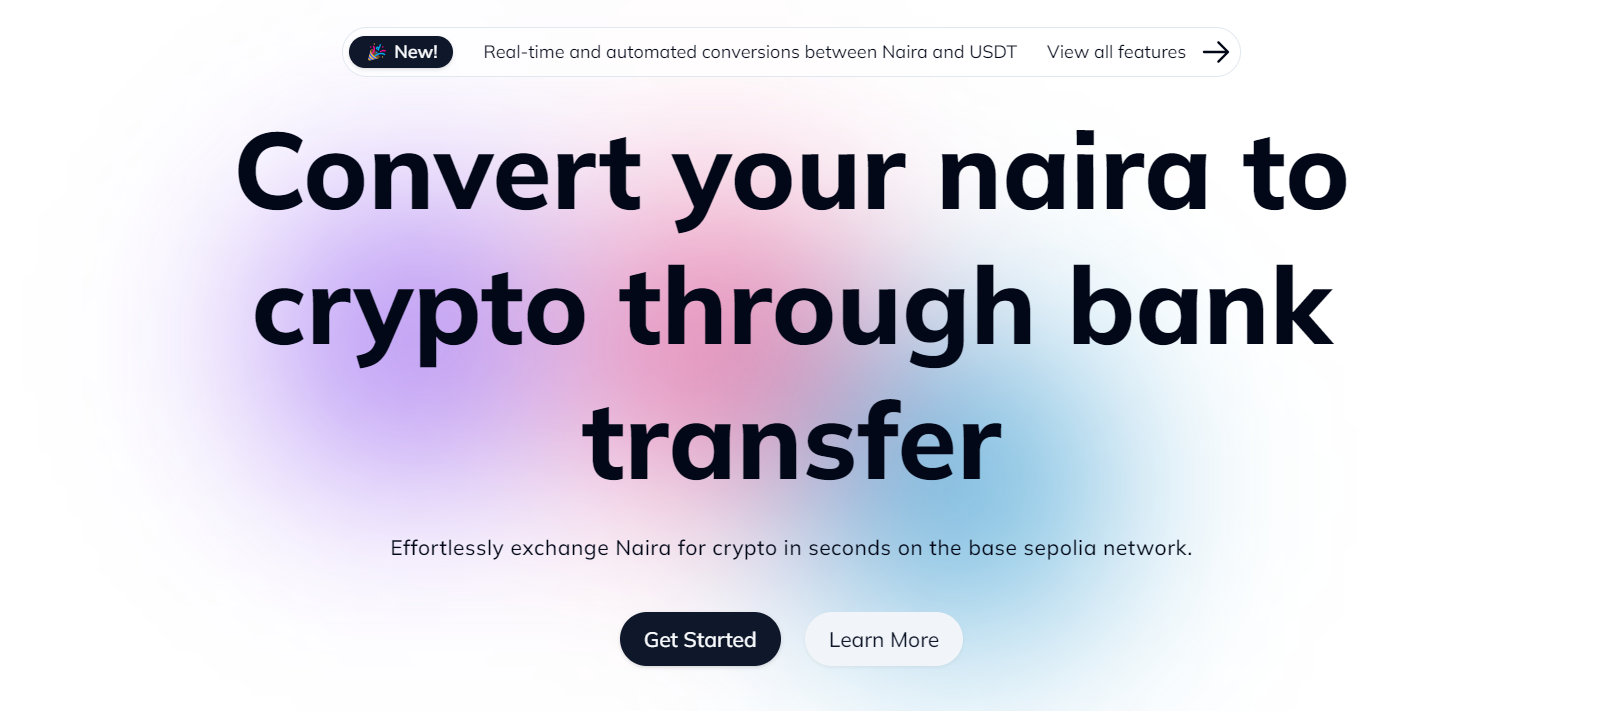 🎉 New! Real-time and automated conversions between Naira and USDT View all features →
Convert your naira to
crypto through bank
transfer
Effortlessly exchange Naira for crypto in seconds on the base sepolia network.
Get Started Learn More